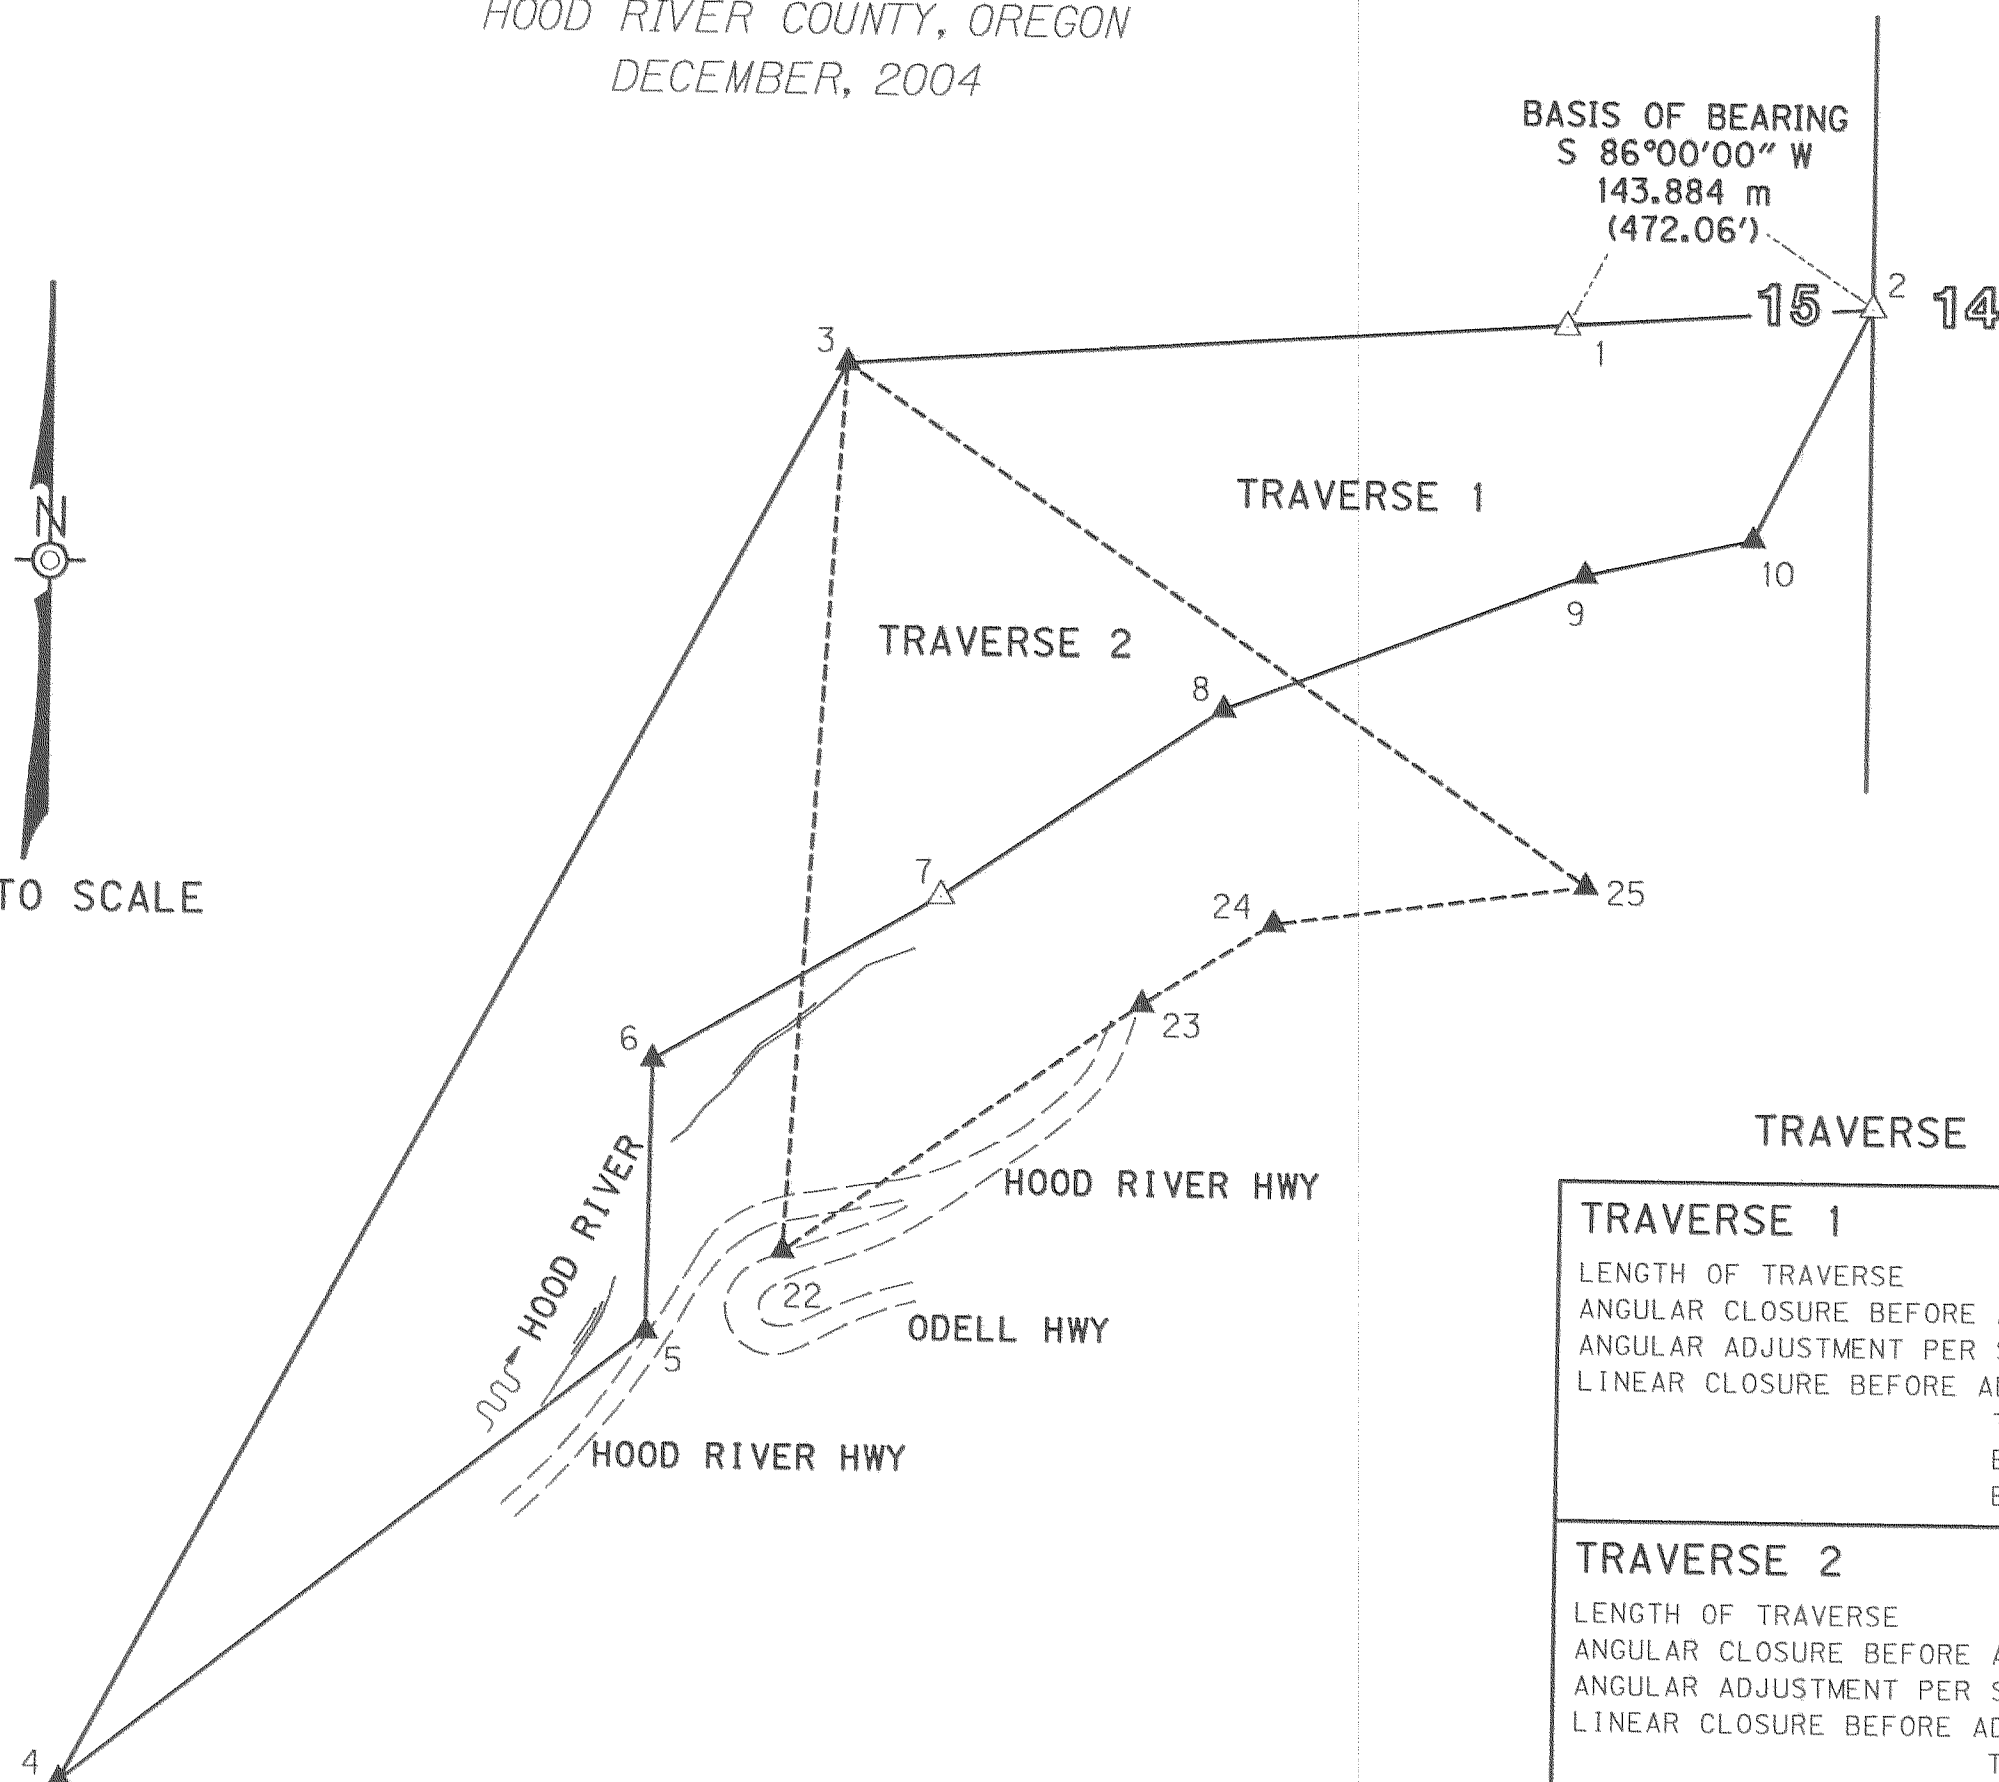 HOOD RIVER COUNTY, OREGON
DECEMBER, 2004
BASIS OF BEARING
S 86°00'00" W
143.884 m
(472.06')
2
15
14
3
1
N
TRAVERSE 1
10
9
TRAVERSE 2
8
7
TO SCALE
25
24
23
6
HOOD RIVER
HOOD RIVER HWY
22
ODELL HWY
5
HOOD RIVER HWY
4
TRAVERSE
TRAVERSE 1
LENGTH OF TRAVERSE
ANGULAR CLOSURE BEFORE
ANGULAR ADJUSTMENT PER
LINEAR CLOSURE BEFORE
TRAVERSE 2
LENGTH OF TRAVERSE
ANGULAR CLOSURE BEFORE
ANGULAR ADJUSTMENT PER
LINEAR CLOSURE BEFORE